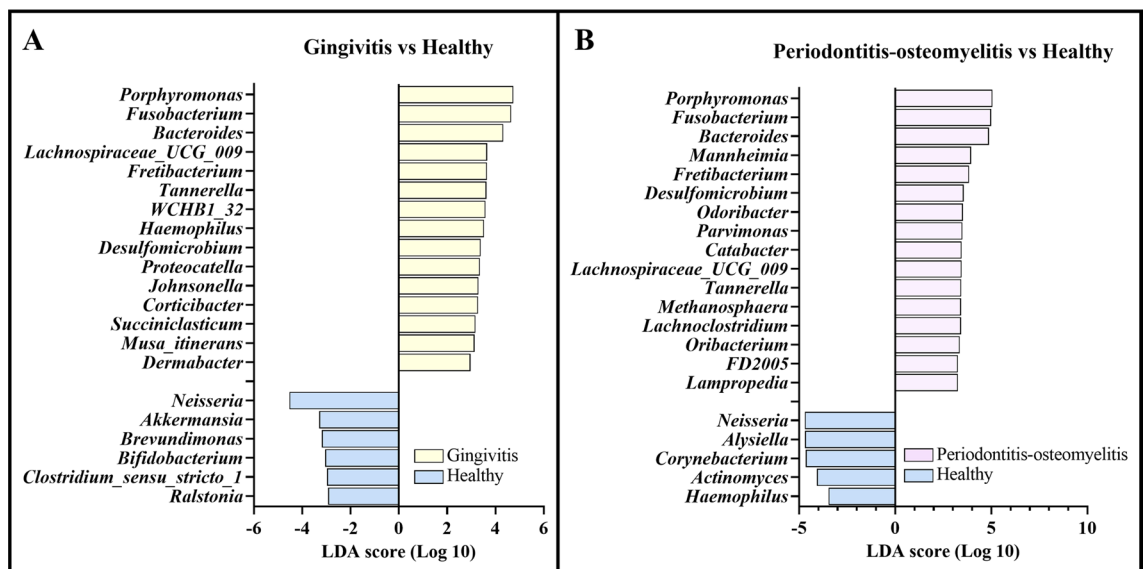 A
Gingivitis vs Healthy
Porphyromonas
Fusobacterium
Bacteroides
Lachnospiraceae_UCG_009
Fretibacterium
Tannerella
WCHB1_32
Haemophilus
Desulfomicrobium
Proteocatella
Johnsonella
Corticibacter
Succiniclasticum
Musa_itinerans
Dermabacter
Neisseria
Akkermansia
Brevundimonas
Bifidobacterium
Clostridium_sensu_stricto_1
Ralstonia
Gingivitis
Healthy
-6 -4 -2 0 2 4 6
LDA score (Log 10)
B
Periodontitis-osteomyelitis vs Healthy
Porphyromonas
Fusobacterium
Bacteroides
Mannheimia
Fretibacterium
Desulfomicrobium
Odoribacter
Parvimonas
Catabacter
Lachnospiraceae_UCG_009
Tannerella
Methanosphaera
Lachnoclostridium
Oribacterium
FD2005
Lampropedia
Neisseria
Alysiella
Corynebacterium
Actinomyces
Haemophilus
Periodontitis-osteomyelitis
Healthy
-5 0 5 10
LDA score (Log 10)